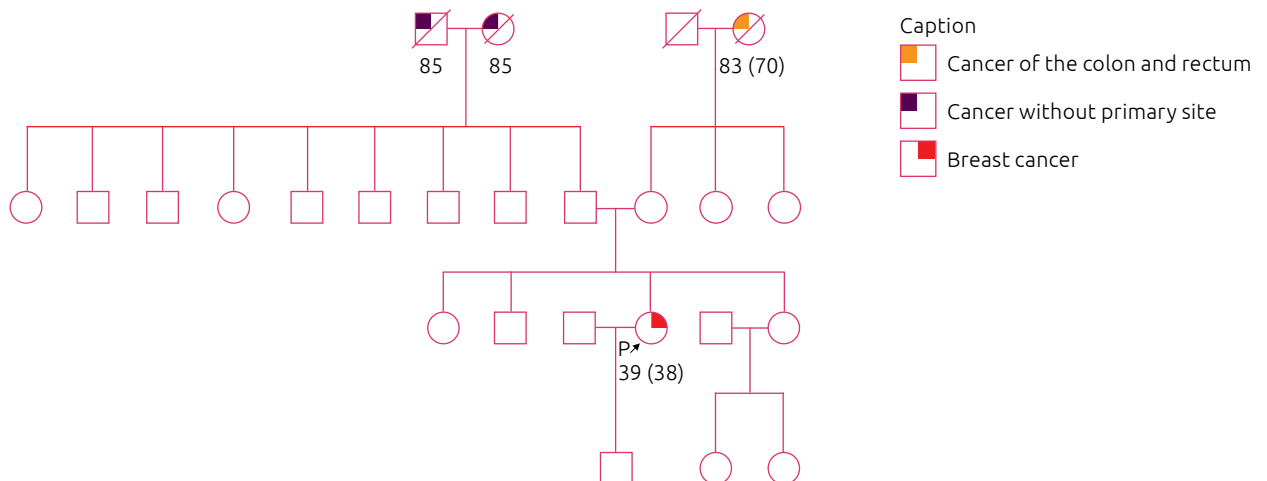 85
85
83 (70)
P
39 (38)
Caption
Cancer of the colon and rectum
Cancer without primary site
Breast cancer